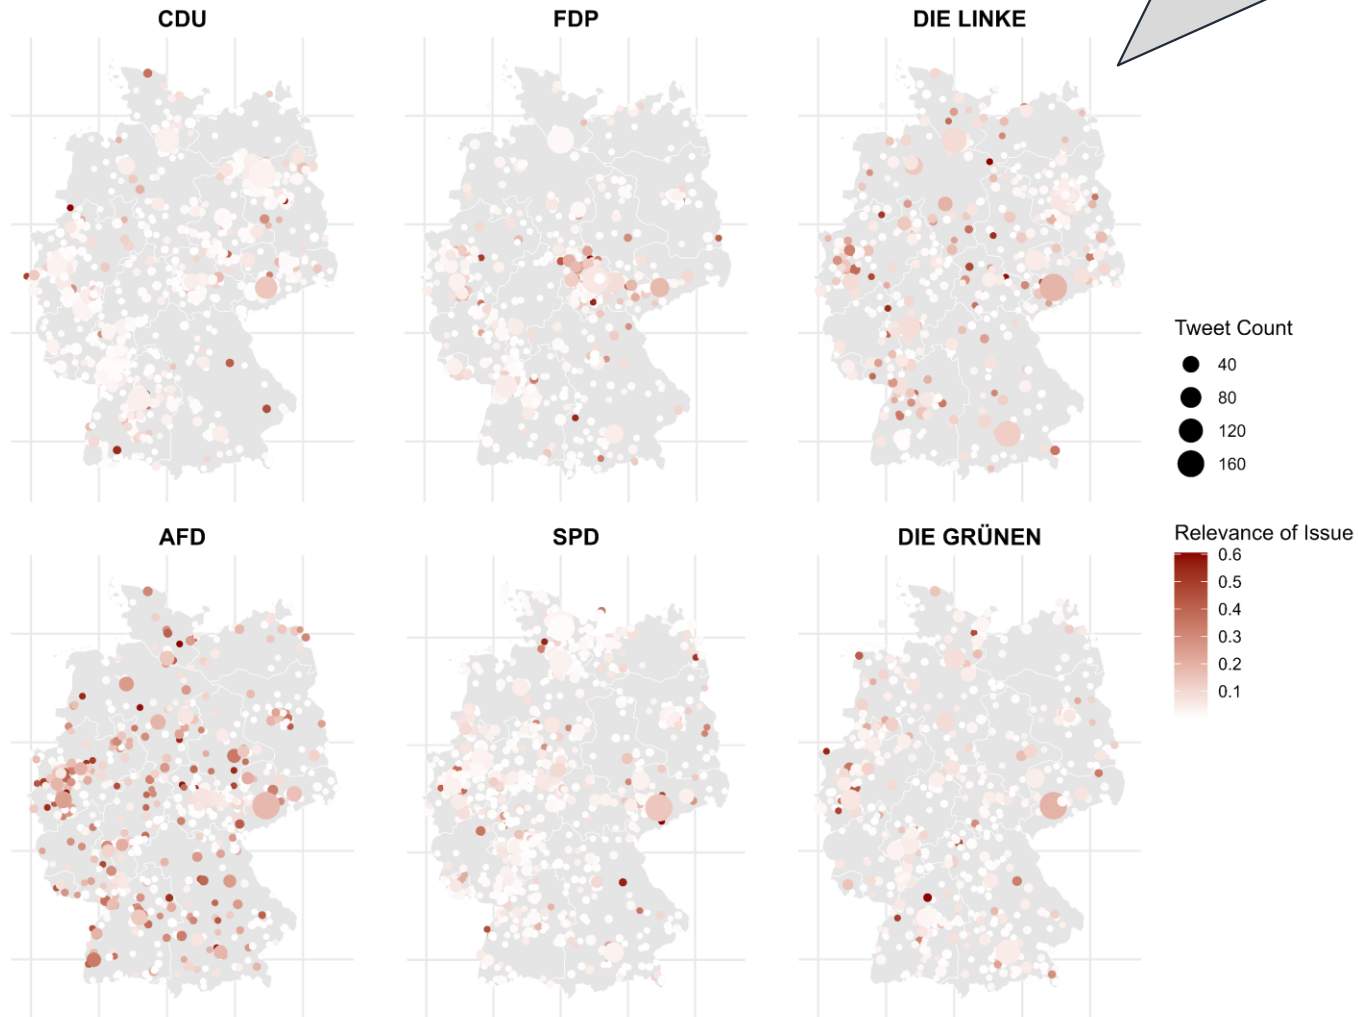 CDU
FDP
DIE LINKE
Tweet Count
40
80
120
160
AFD
SPD
DIE GRÜNEN
Relevance of Issue
0.6
0.5
0.4
0.3
0.2
0.1